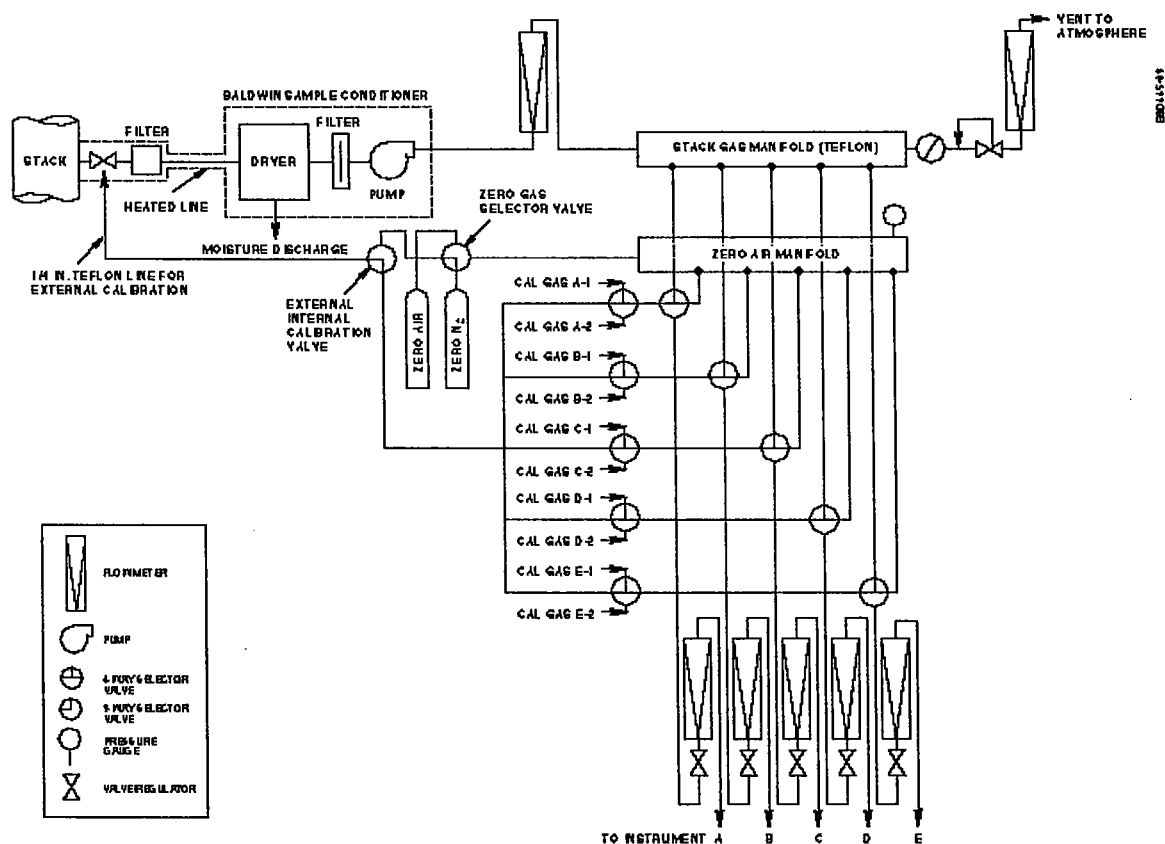 VENT TO
ATMOSPHERE
BALDWIN SAMPLE CONDITIONER
FILTER
FILTER
STACK
DRYER
STACK GAS MANIFOLD (TEFLON)
PUMP
HEATED LINE
ZERO GAS
SELECTOR VALVE
MOISTURE DISCHARGE
ZERO AIR MANIFOLD
1/4 IN. TEFLON LINE FOR
EXTERNAL CALIBRATION
EXTERNAL
INTERNAL
CALIBRATION
VALVE
ZERO AIR
ZERO N2
CAL GAS A-1
CAL GAS A-2
CAL GAS B-1
CAL GAS B-2
CAL GAS C-1
CAL GAS C-2
CAL GAS D-1
CAL GAS D-2
CAL GAS E-1
CAL GAS E-2
FLOWMETER
PUMP
4-WAY SELECTOR
VALVE
3-WAY SELECTOR
VALVE
PRESSURE
GAUGE
VALVE/REGULATOR
TO INSTRUMENT A B C D E